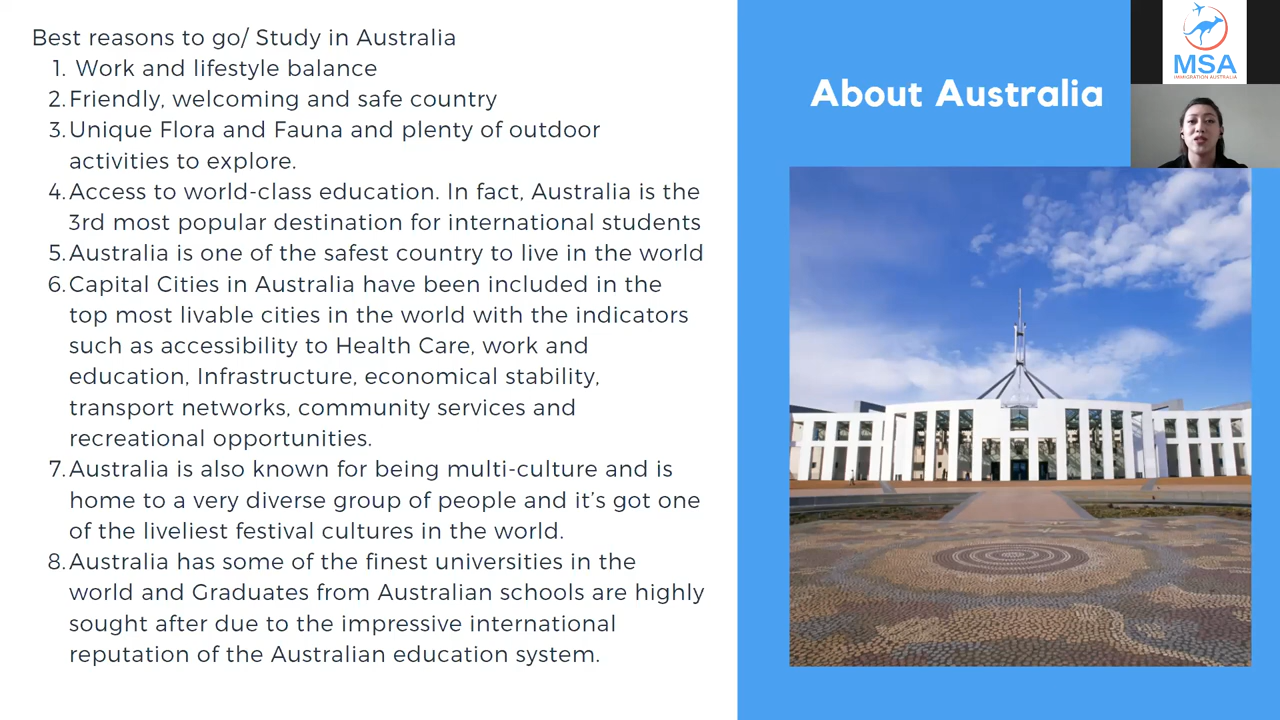 Best reasons to go/ Study in Australia
1. Work and lifestyle balance
2. Friendly, welcoming and safe country
3. Unique Flora and Fauna and plenty of outdoor
activities to explore.
4. Access to world-class education. In fact, Australia is the
3rd most popular destination for international students
5. Australia is one of the safest country to live in the world
6. Capital Cities in Australia have been included in the
top most livable cities in the world with the indicators
such as accessibility to Health Care, work and
education, Infrastructure, economical stability,
transport networks, community services and
recreational opportunities.
7. Australia is also known for being multi-culture and is
home to a very diverse group of people and it’s got one
of the liveliest festival cultures in the world.
8. Australia has some of the finest universities in the
world and Graduates from Australian schools are highly
sought after due to the impressive international
reputation of the Australian education system.
About Australia
MSA
IMMIGRATION AUSTRALIA